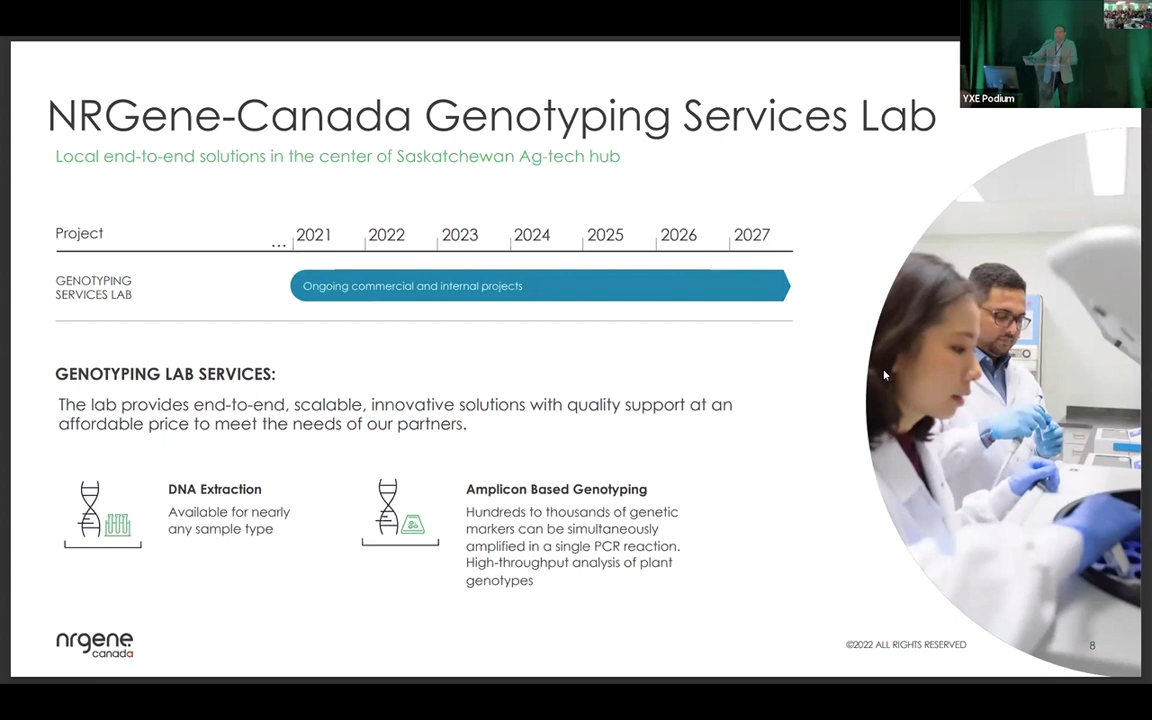 YXE Podium
NRGene-Canada Genotyping Services Lab
Local end-to-end solutions in the center of Saskatchewan Ag-tech hub
Project
... 2021 2022 2023 2024 2025 2026 2027
GENOTYPING
SERVICES LAB
Ongoing commercial and internal projects
GENOTYPING LAB SERVICES:
The lab provides end-to-end, scalable, innovative solutions with quality support at an
affordable price to meet the needs of our partners.
DNA Extraction
Available for nearly
any sample type
Amplicon Based Genotyping
Hundreds to thousands of genetic
markers can be simultaneously
amplified in a single PCR reaction.
High-throughput analysis of plant
genotypes
nrgene
canada
©2022 ALL RIGHTS RESERVED
8